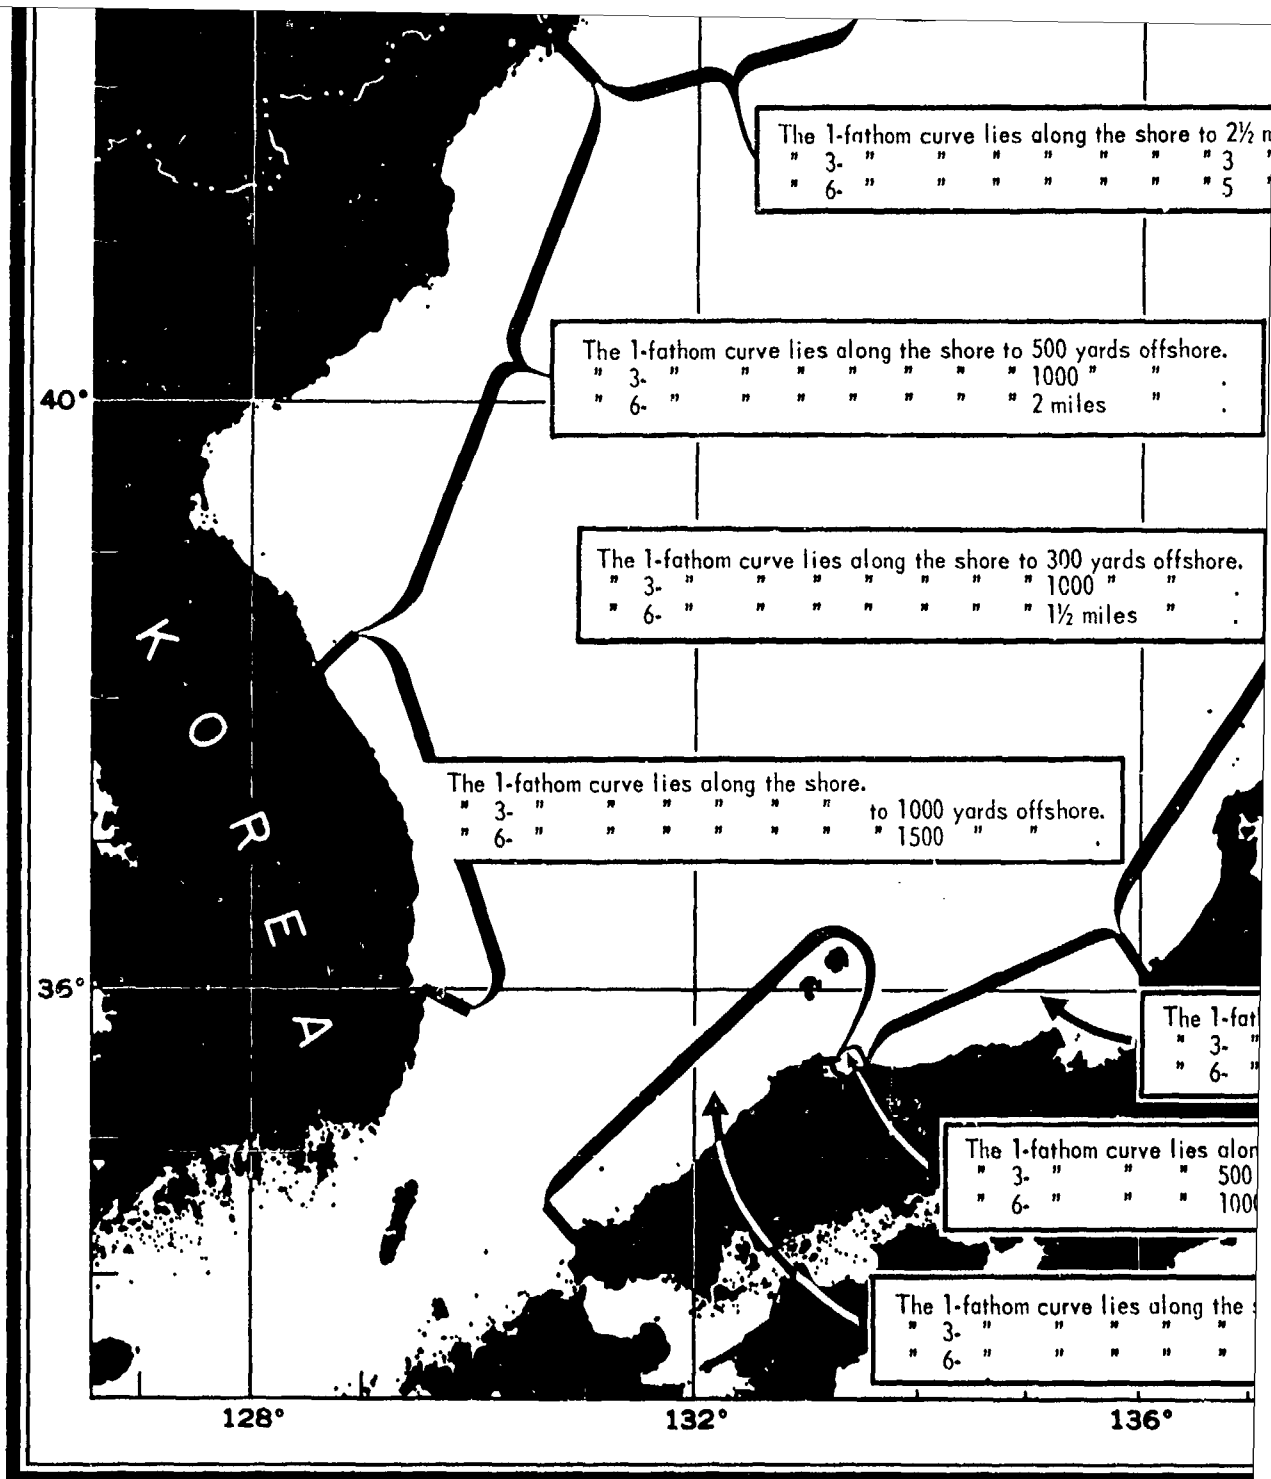 The 1-fathom curve lies along the shore to 2½
" 3- " " " " " " " 3 "
" 6- " " " " " " " 5 "
The 1-fathom curve lies along the shore to 500 yards offshore.
" 3- " " " " " " " 1000 " " .
" 6- " " " " " " " 2 miles " .
40°
The 1-fathom curve lies along the shore to 300 yards offshore.
" 3- " " " " " " " 1000 " " .
" 6- " " " " " " " 1½ miles " .
KOREA
The 1-fathom curve lies along the shore.
" 3- " " " " " " to 1000 yards offshore.
" 6- " " " " " " " 1500 " " .
36°
The 1-fat
" 3- "
" 6- "
The 1-fathom curve lies alon
" 3- " " " 500
" 6- " " " 1000
The 1-fathom curve lies along the
" 3- " " " " "
" 6- " " " " "
128° 132° 136°